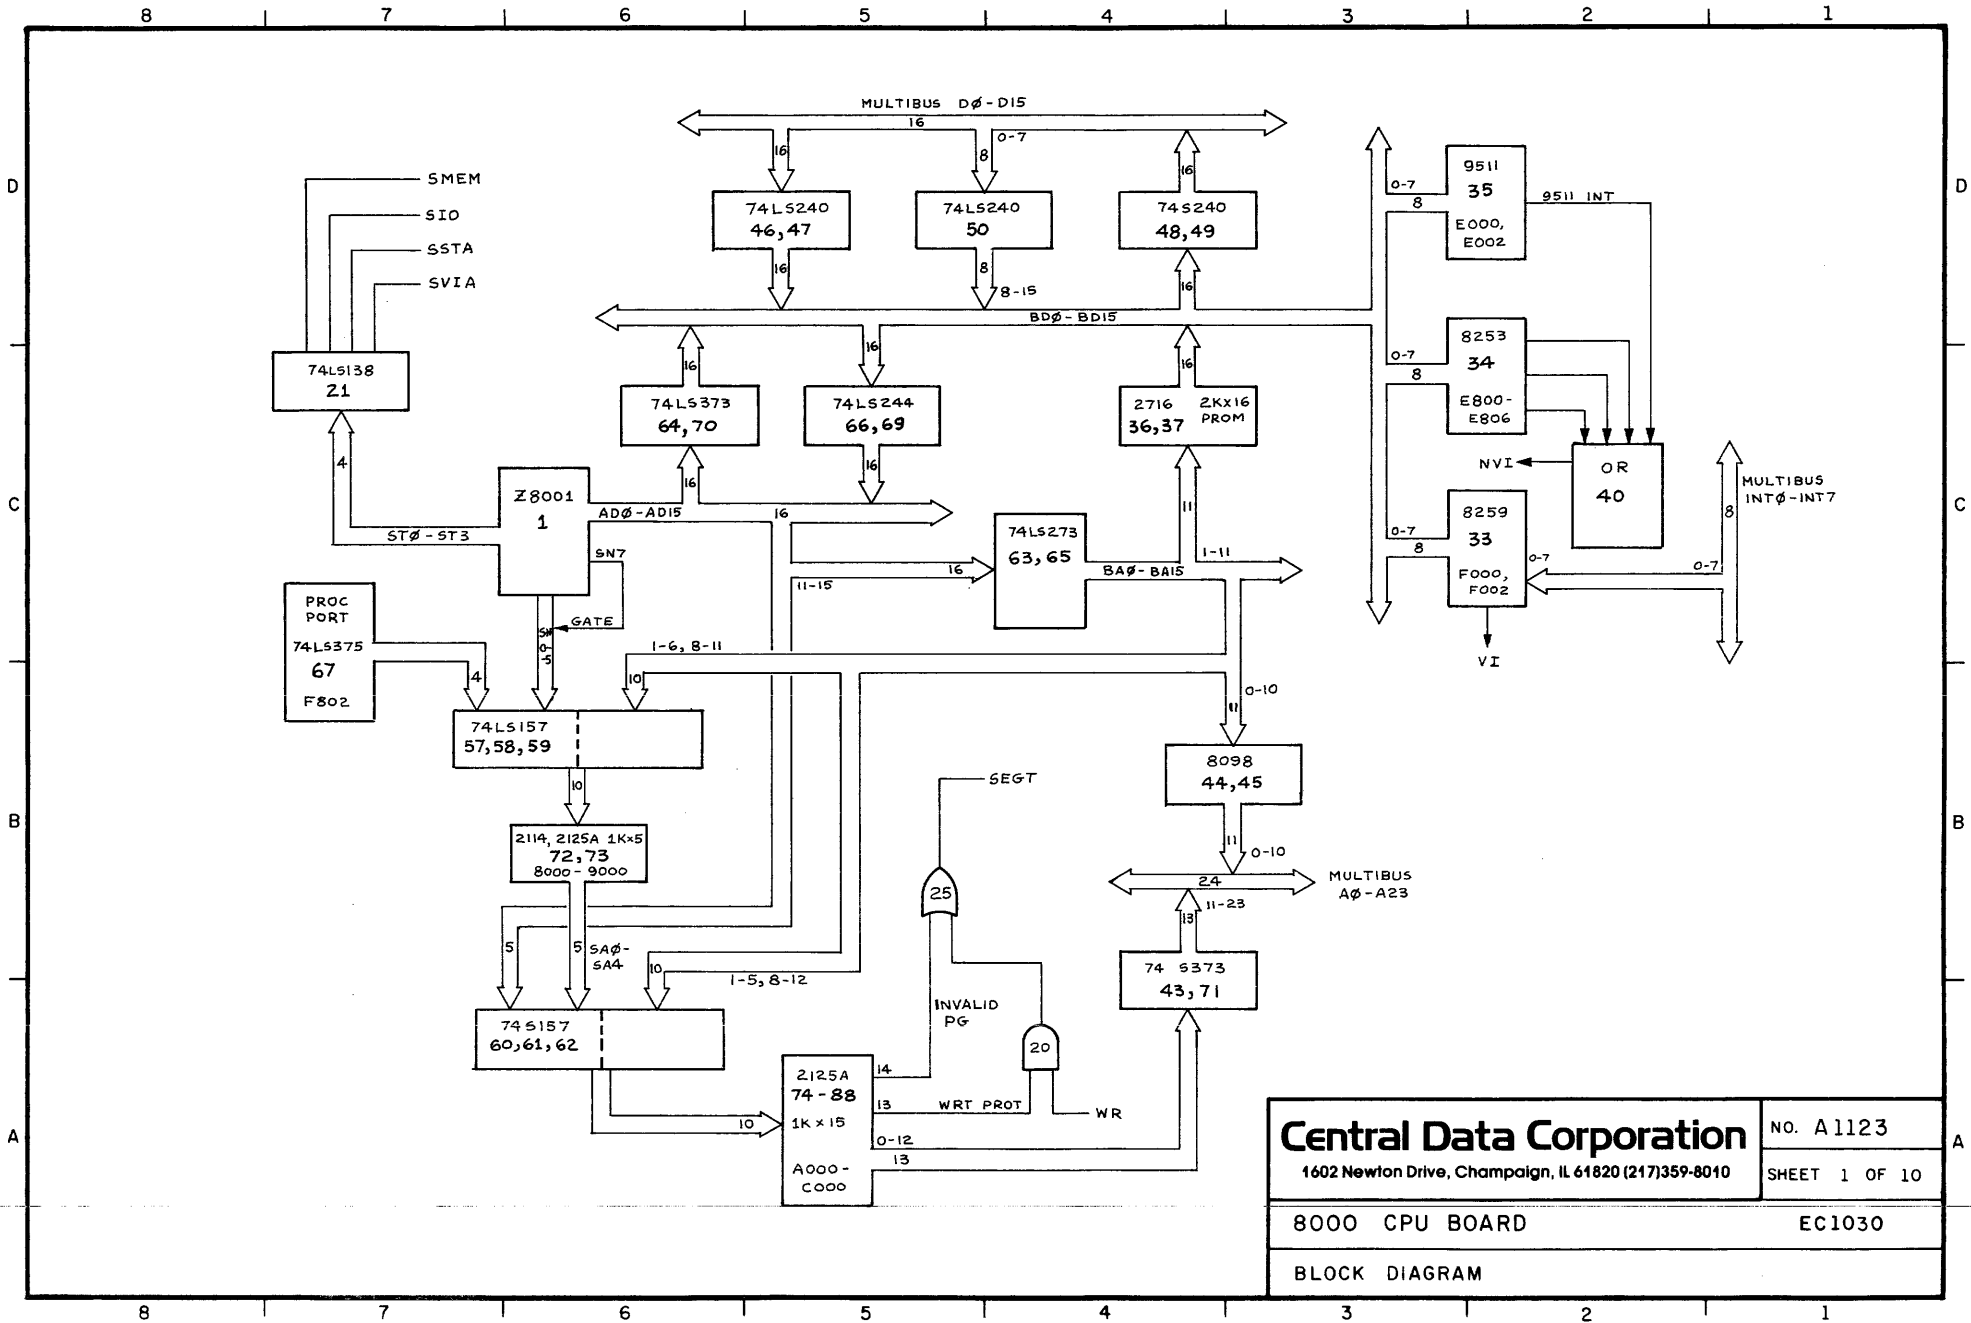 8 7 6 5 4 3 2 1
D
C
B
A
MULTIBUS DØ-D15
16
16
8
0-7
16
74LS240
46,47
74LS240
50
74S240
48,49
16
8
8-15
16
BDØ-BD15
SMEM
SIO
SSTA
SVIA
74LS138
21
4
STØ-ST3
Z8001
1
ADØ-AD15
16
SN7
GATE
SN
0-
5
16
74LS373
64,70
16
16
74LS244
66,69
16
16
2716 2Kx16
36,37 PROM
11
74LS273
63,65
16
11-15
BAØ-BA15
1-11
0-7
8
9511
35
E000,
E002
9511 INT
0-7
8
8253
34
E800-
E806
NVI
OR
40
0-7
8
8259
33
F000,
F002
VI
0-7
0-7
8
MULTIBUS
INTØ-INT7
PROC
PORT
74LS375
67
F802
4
1-6, 8-11
10
74LS157
57,58,59
10
2114, 2125A 1Kx5
72,73
8000-9000
5
5
SAØ-
SA4
10
1-5, 8-12
74S157
60,61,62
10
2125A
74-88
1K x 15
A000-
C000
14
13
0-12
13
INVALID
PG
WRT PROT
WR
20
25
SEGT
0-10
11
8098
44,45
11
0-10
24
MULTIBUS
AØ-A23
11-23
13
74 S373
43,71
Central Data Corporation
1602 Newton Drive, Champaign, IL 61820 (217)359-8010
NO. A1123
SHEET 1 OF 10
8000 CPU BOARD EC1030
BLOCK DIAGRAM
D
C
B
A
8 7 6 5 4 3 2 1